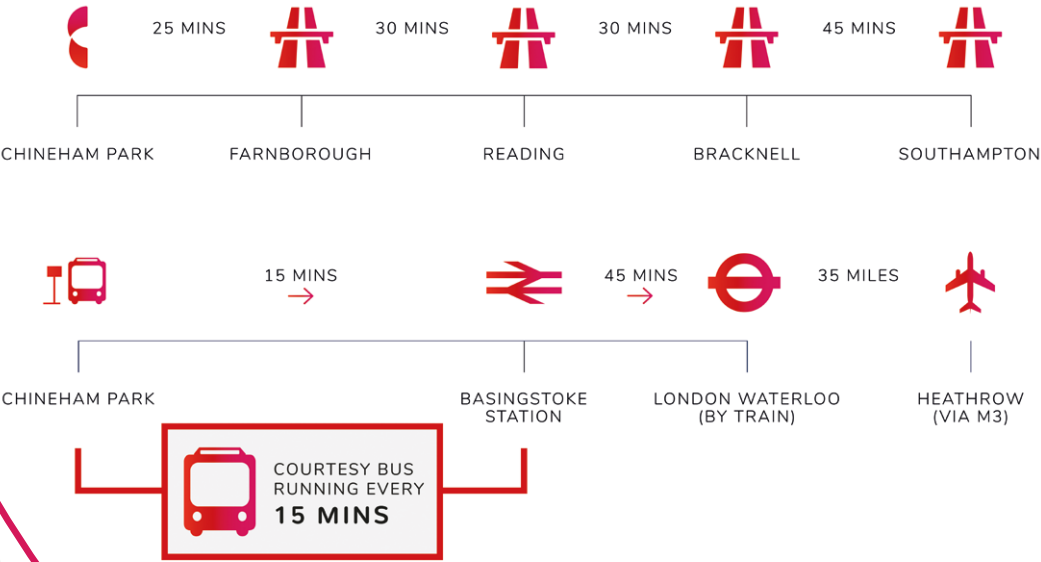 25 MINS
30 MINS
30 MINS
45 MINS
CHINEHAM PARK
FARNBOROUGH
READING
BRACKNELL
SOUTHAMPTON
15 MINS
45 MINS
35 MILES
CHINEHAM PARK
BASINGSTOKE
STATION
LONDON WATERLOO
(BY TRAIN)
HEATHROW
(VIA M3)
COURTESY BUS
RUNNING EVERY
15 MINS